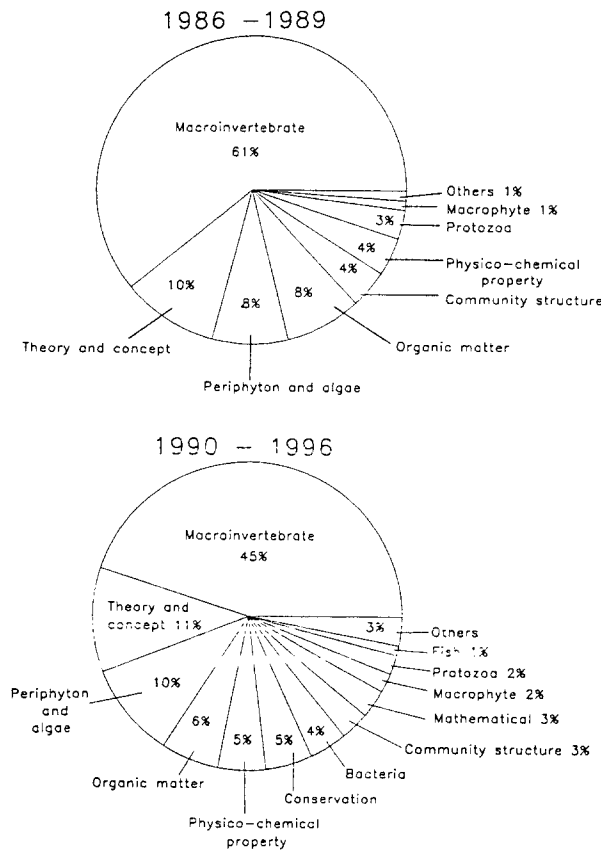 1986 – 1989
Macroinvertebrate
61%
Others 1%
Macrophyte 1%
3%
Protozoa
4%
Physico–chemical
property
4%
Community structure
10%
8%
8%
Theory and concept
Organic matter
Periphyton and algae
1990 – 1996
Macroinvertebrate
45%
Theory and
concept 11%
3%
Others
Fish 1%
Protozoa 2%
Macrophyte 2%
Mathematical 3%
Community structure 3%
Periphyton
and
algae
10%
6%
5%
5%
4%
Bacteria
Organic matter
Conservation
Physico–chemical
property